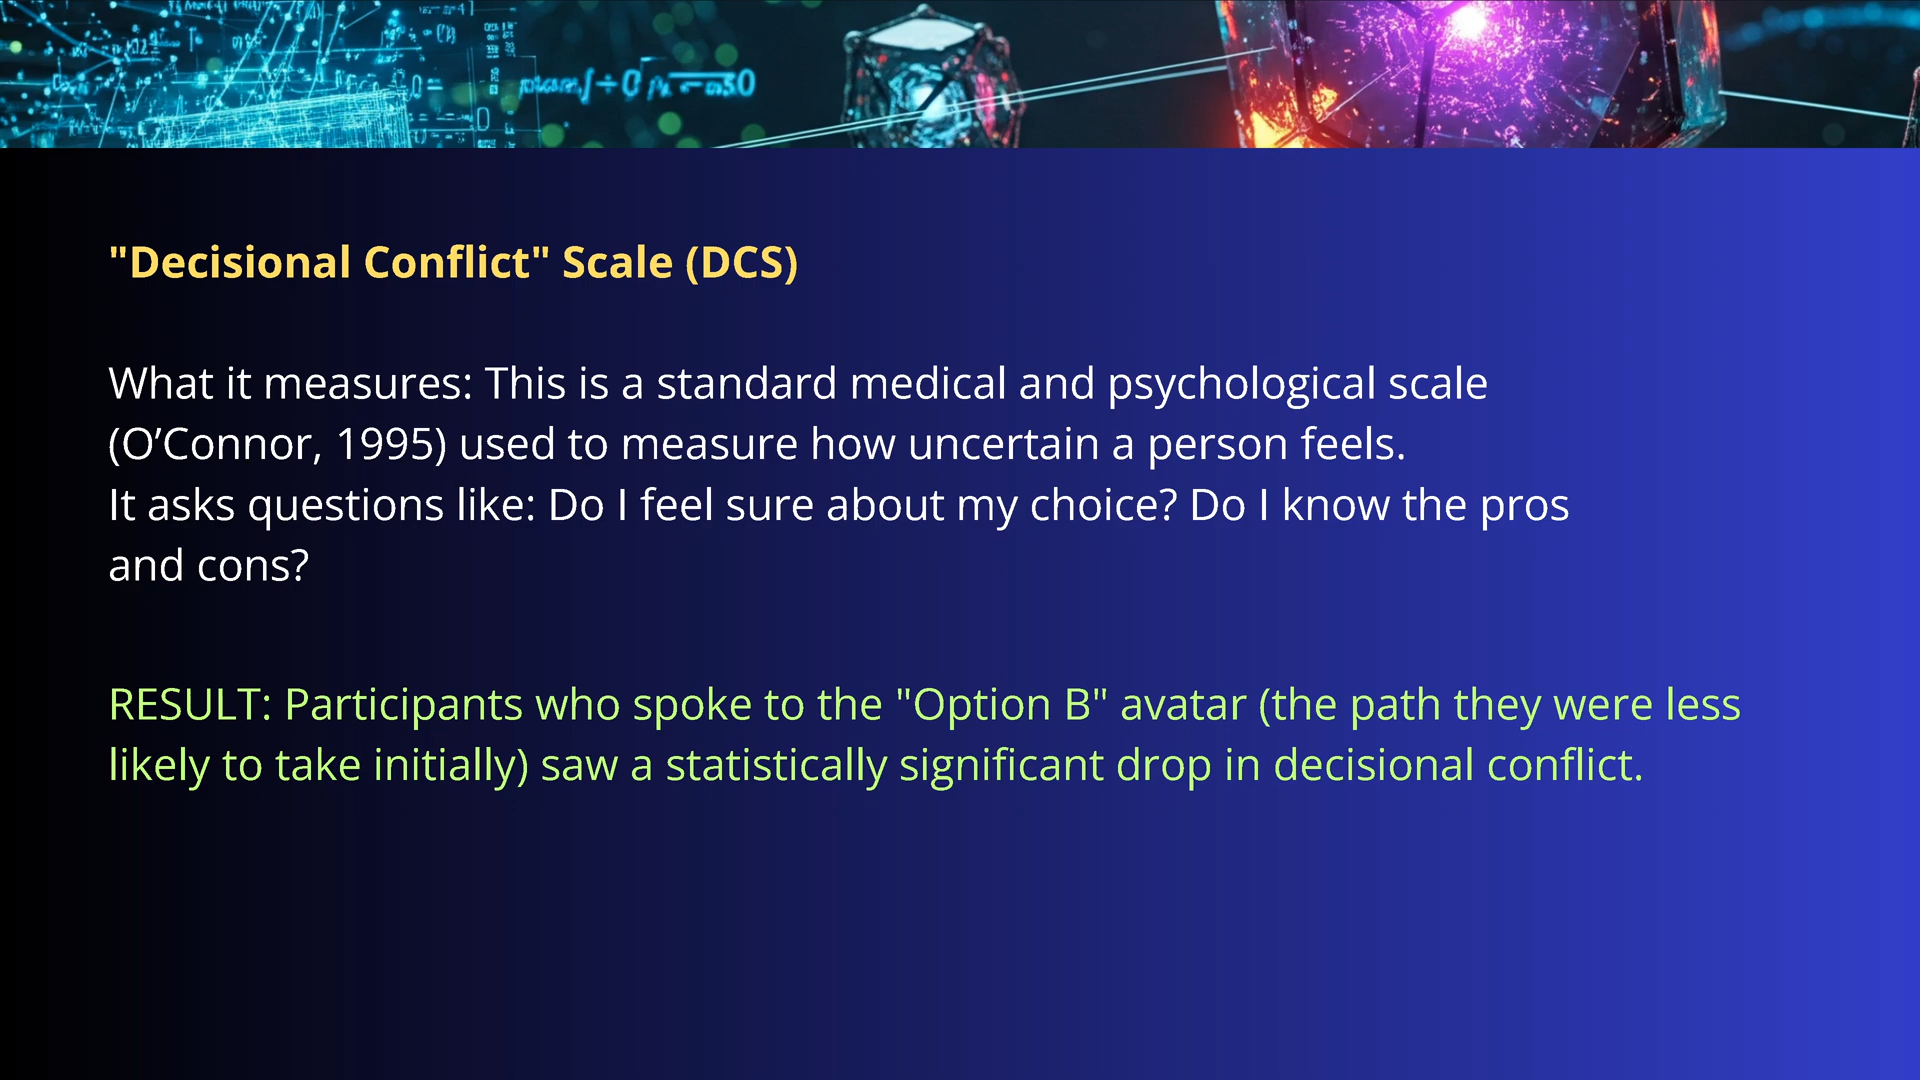 "Decisional Conflict" Scale (DCS)
What it measures: This is a standard medical and psychological scale
(O’Connor, 1995) used to measure how uncertain a person feels.
It asks questions like: Do I feel sure about my choice? Do I know the pros
and cons?
RESULT: Participants who spoke to the "Option B" avatar (the path they were less
likely to take initially) saw a statistically significant drop in decisional conflict.